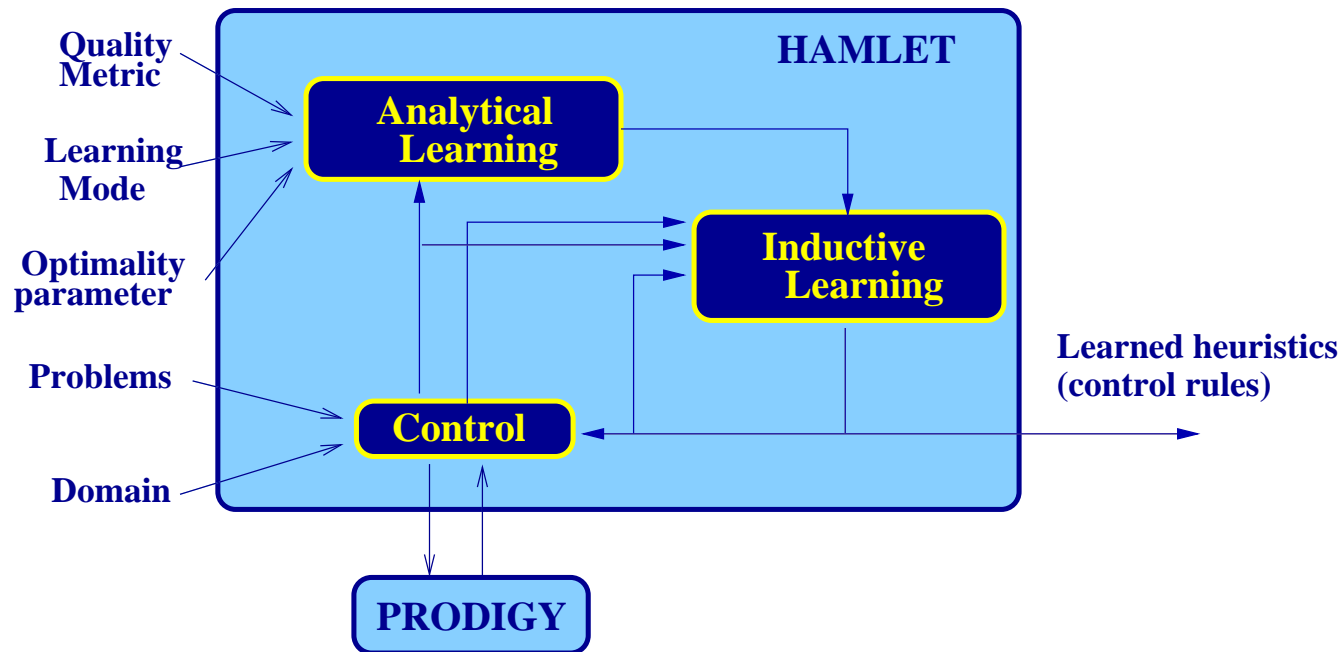 Quality
Metric
Learning
Mode
Optimality
parameter
Problems
Domain
HAMLET
Analytical
Learning
Inductive
Learning
Control
PRODIGY
Learned heuristics
(control rules)